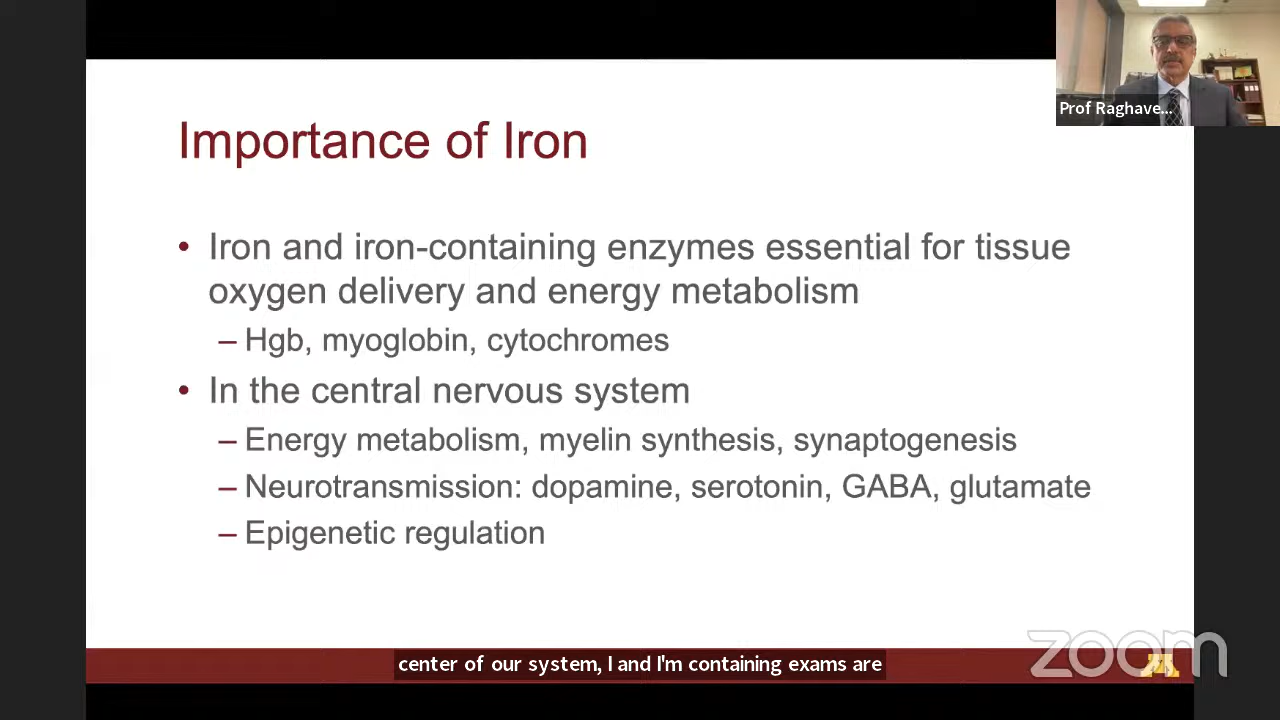 Prof Raghave...
Importance of Iron
• Iron and iron-containing enzymes essential for tissue
oxygen delivery and energy metabolism
– Hgb, myoglobin, cytochromes
• In the central nervous system
– Energy metabolism, myelin synthesis, synaptogenesis
– Neurotransmission: dopamine, serotonin, GABA, glutamate
– Epigenetic regulation
zoom
M
center of our system, I and I'm containing exams are